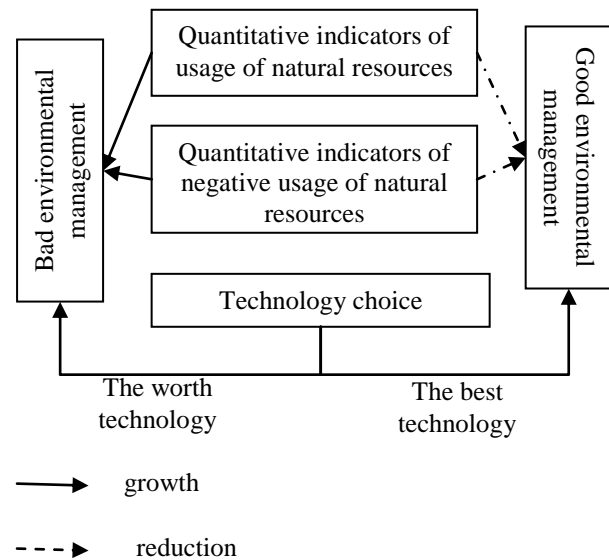 Quantitative indicators of
usage of natural resources
Bad environmental
management
Quantitative indicators of
negative usage of natural
resources
Good environmental
management
Technology choice
The worth
technology
The best
technology
growth
reduction